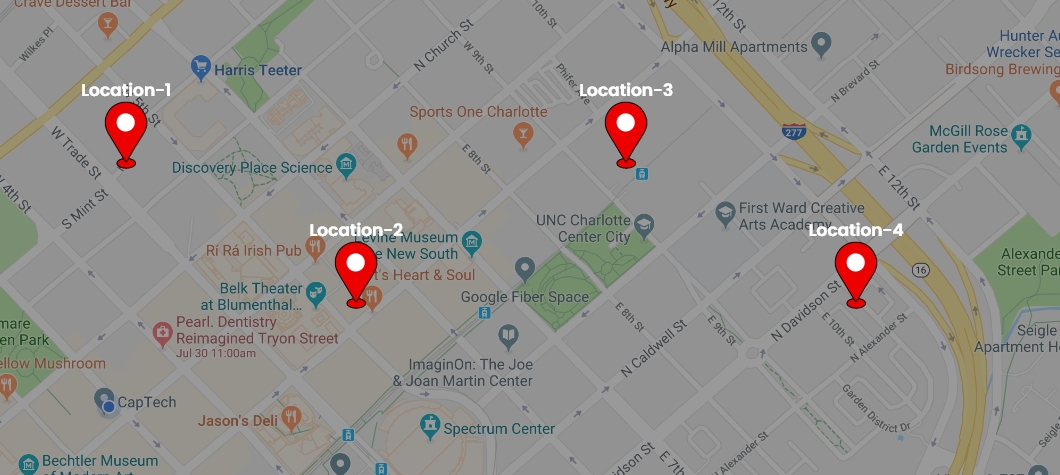 Crave Dessert Bar
Wilkes Pl
Harris Teeter
N Church St
W 9th St
10th St
12th St
Alpha Mill Apartments
Hunter Au
Wrecker Se
Birdsong Brewing
N Brevard St
Location-1
5th St
W Trade St
S Mint St
W 4th St
Discovery Place Science
Sports One Charlotte
E 8th St
Phifer Ave
Location-3
277
McGill Rose
Garden Events
E 12th St
Location-2
Levine Museum
he New South
t's Heart & Soul
Rí Rá Irish Pub
Belk Theater
at Blumenthal...
Pearl. Dentistry
Reimagined Tryon Street
Jul 30 11:00am
UNC Charlotte
Center City
Google Fiber Space
First Ward Creative
Arts Academy
Location-4
16
Alexande
Street Par
N Davidson St
E 10th St
N Alexander St
E 8th St
E 9th St
N Caldwell St
Seigle
Apartment Ho
mare
en Park
ellow Mushroom
CapTech
Jason's Deli
ImaginOn: The Joe
& Joan Martin Center
Spectrum Center
Garden District Dr
Alexander St
idson St
E 7th
Seigle
Bechtler Museum
of Modern Art